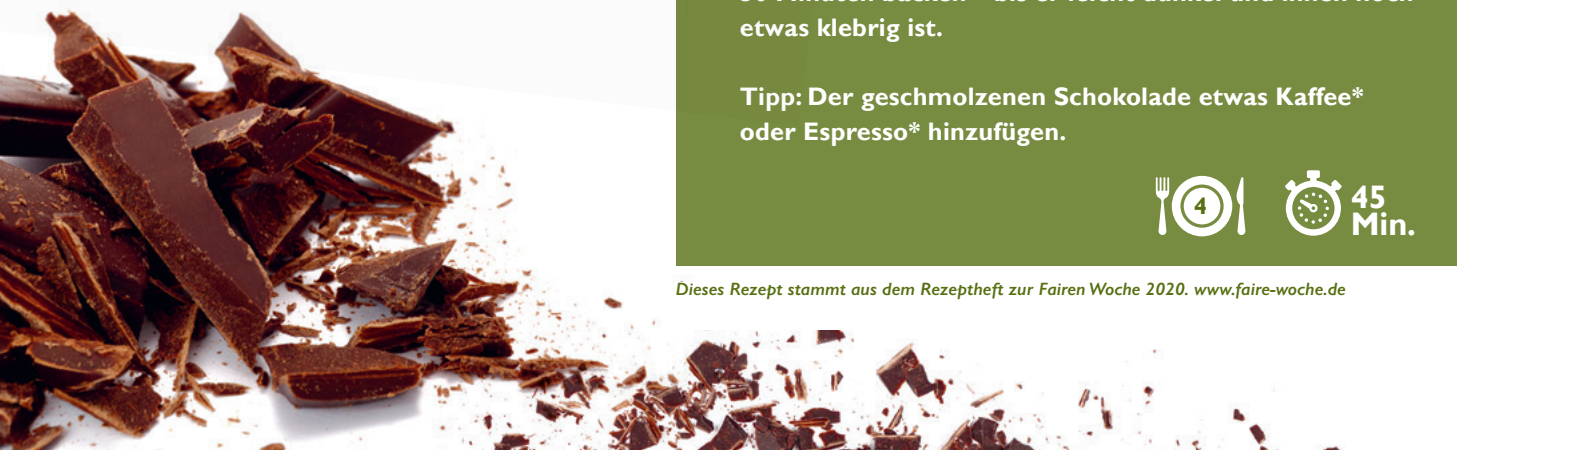 etwas klebrig ist.
Tipp: Der geschmolzenen Schokolade etwas Kaffee*
oder Espresso* hinzufügen.
4
45
Min.
Dieses Rezept stammt aus dem Rezeptheft zur Fairen Woche 2020. www.faire-woche.de